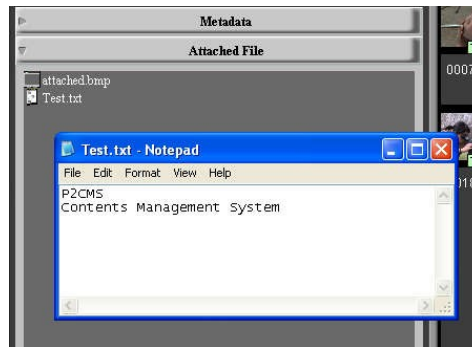 Metadata
Attached File
0007
attached.bmp
Test.txt
Test.txt - Notepad
File Edit Format View Help
P2CMS
Contents Management System